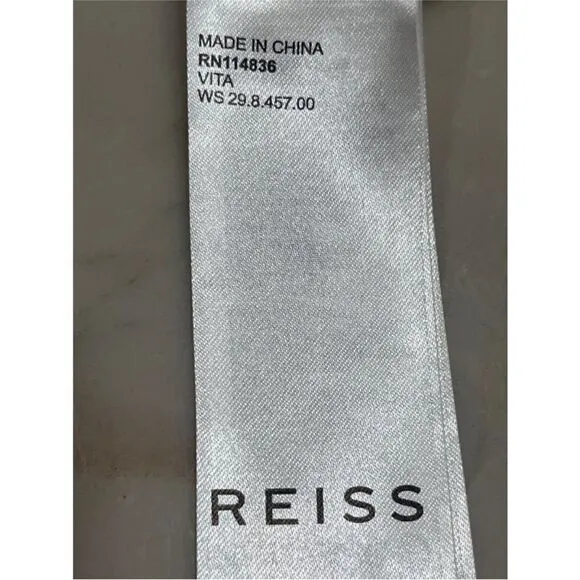 MADE IN CHINA
RN114836
VITA
WS 29.8.457.00
REISS